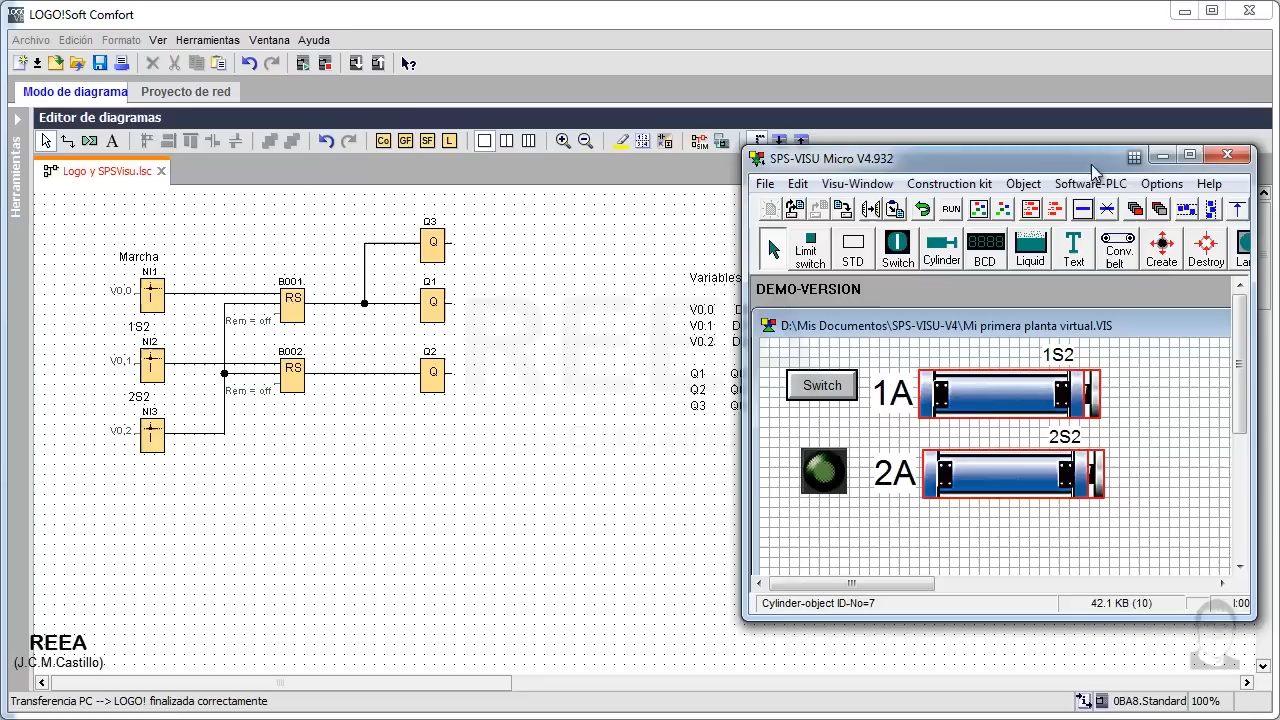 LOGO!Soft Comfort
Archivo Edición Formato Ver Herramientas Ventana Ayuda
Modo de diagrama Proyecto de red
Editor de diagramas
Herramientas
A Co GF SF L
SIM
Logo y SPSVisu.lsc
Marcha
NI1
V0,0
I
1S2
NI2
V0,1
I
2S2
NI3
V0,2
I
B001
RS
Rem = off
B002
RS
Rem = off
Q3
Q
Q1
Q
Q2
Q
Variables
V0.0
V0.1
V0.2
Q1
Q2
Q3
SPS-VISU Micro V4.932
File Edit Visu-Window Construction kit Object Software-PLC Options Help
RUN
Limit switch
STD
Switch
Cylinder
BCD
Liquid
Text
Conv. belt
Create
Destroy
DEMO-VERSION
D:\Mis Documentos\SPS-VISU-V4\Mi primera planta virtual.VIS
1S2
Switch
1A
2S2
2A
Cylinder-object ID-No=7 42.1 KB (10)
REEA
(J.C.M.Castillo)
Transferencia PC --> LOGO! finalizada correctamente
0BA8.Standard 100%